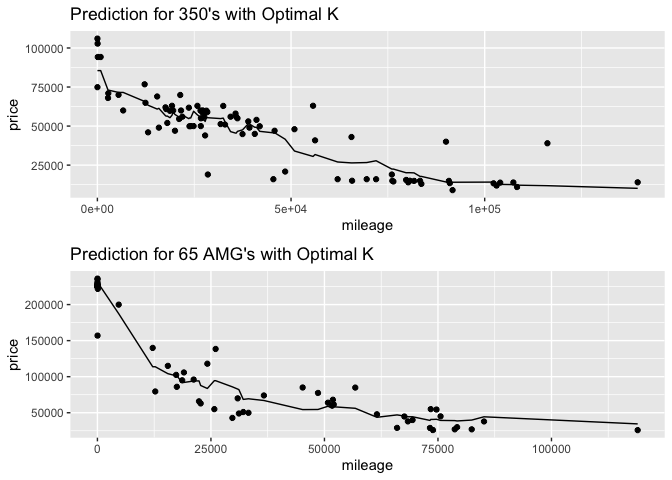 Prediction for 350's with Optimal K
100000
75000
50000
25000
price
0e+00
5e+04
1e+05
mileage
Prediction for 65 AMG's with Optimal K
200000
150000
100000
50000
price
0
25000
50000
75000
100000
mileage